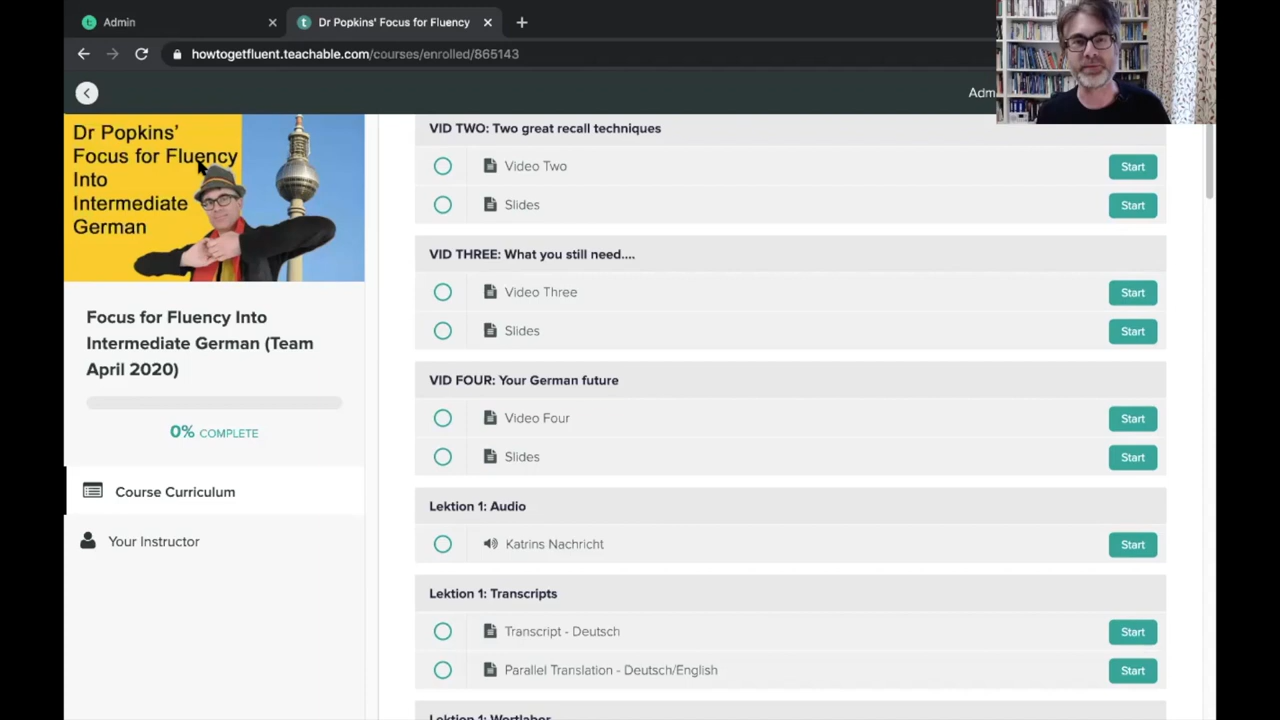 Admin
Dr Popkins' Focus for Fluency
howtogetfluent.teachable.com/courses/enrolled/865143
Adm
Dr Popkins'
Focus for Fluency
Into
Intermediate
German
Focus for Fluency Into
Intermediate German (Team
April 2020)
0% COMPLETE
Course Curriculum
Your Instructor
VID TWO: Two great recall techniques
Video Two Start
Slides Start
VID THREE: What you still need....
Video Three Start
Slides Start
VID FOUR: Your German future
Video Four Start
Slides Start
Lektion 1: Audio
Katrins Nachricht Start
Lektion 1: Transcripts
Transcript - Deutsch Start
Parallel Translation - Deutsch/English Start
Lektion 1: Wortlabor